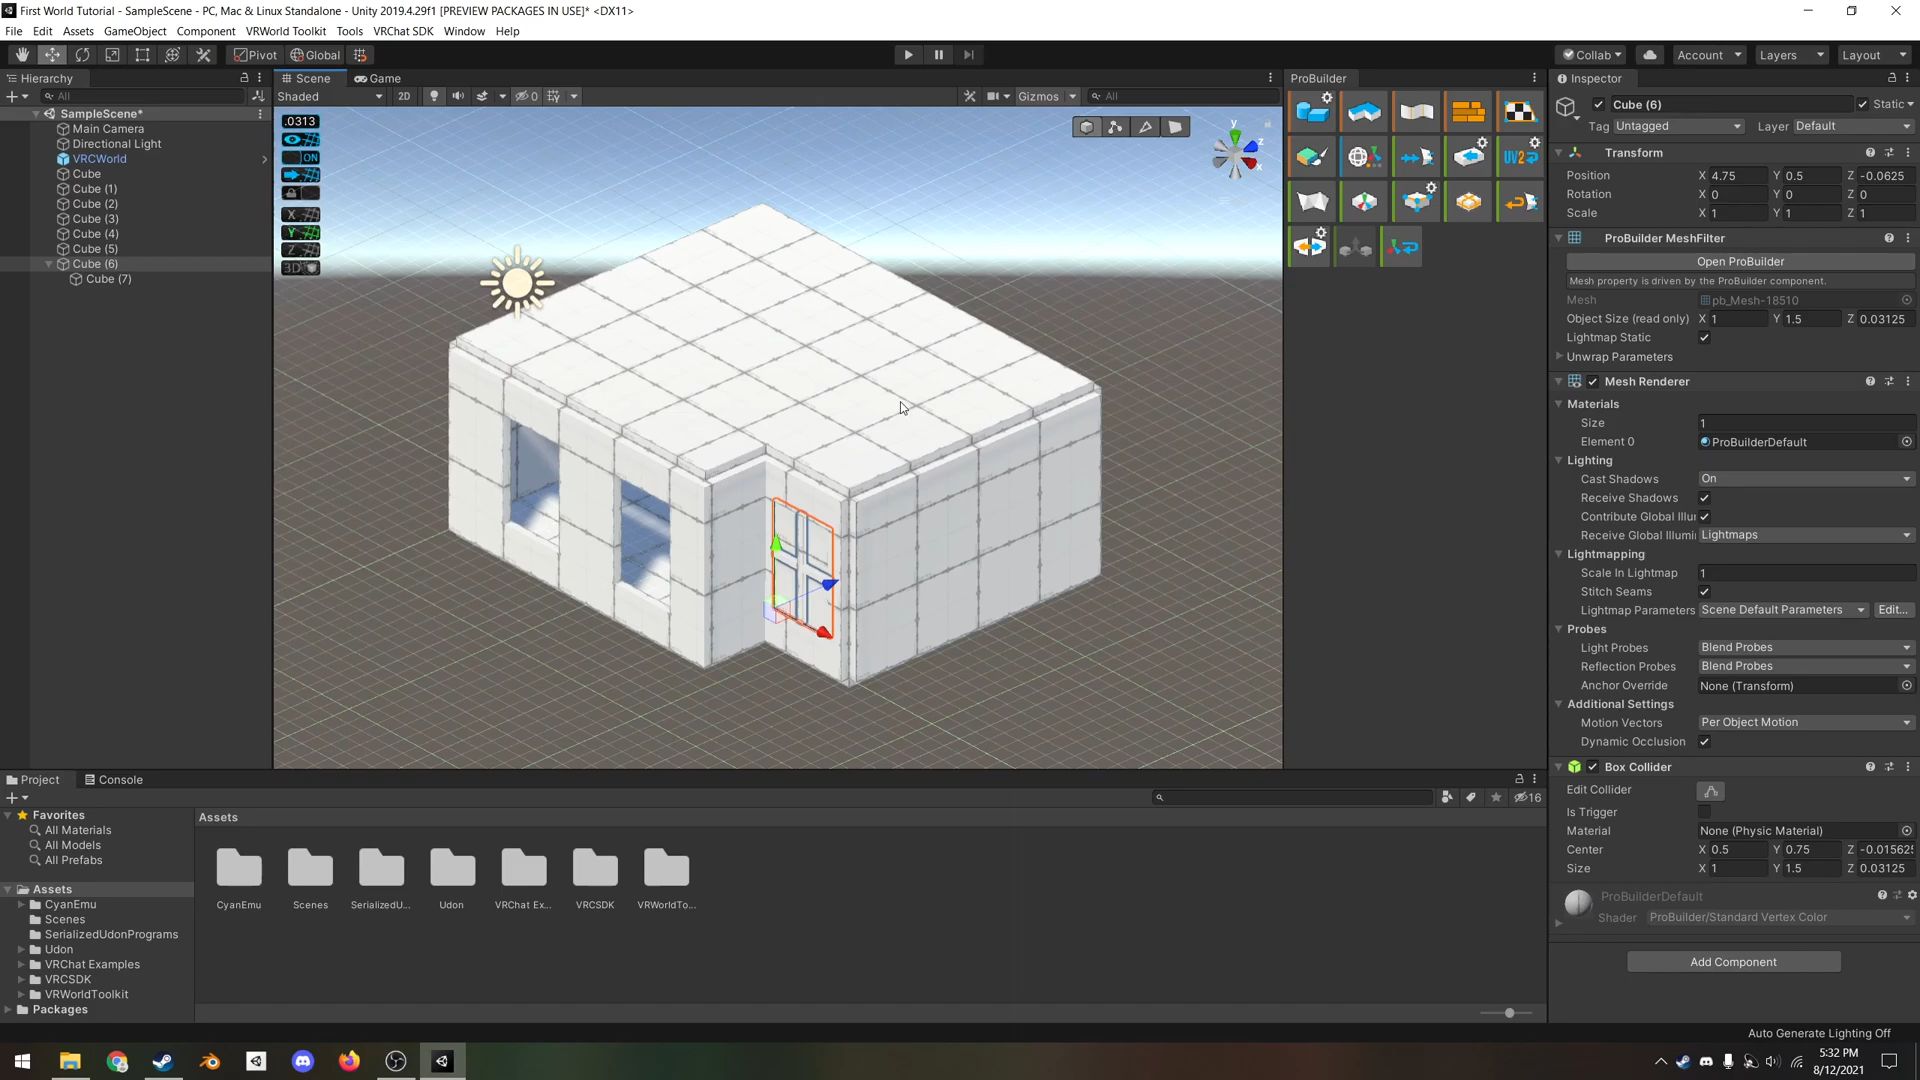 First World Tutorial - SampleScene - PC, Mac & Linux Standalone - Unity 2019.4.29f1 [PREVIEW PACKAGES IN USE]* <DX11>
File Edit Assets GameObject Component VRWorld Toolkit Tools VRChat SDK Window Help
Pivot Global Collab Account Layers Layout
Hierarchy
All
SampleScene*
Main Camera
Directional Light
VRCWorld
Cube
Cube (1)
Cube (2)
Cube (3)
Cube (4)
Cube (5)
Cube (6)
Cube (7)
Scene Game
Shaded 2D 0 Gizmos All
.0313
ON
X
Y
Z
3D
y
z
x
ProBuilder
UV2
Inspector
Cube (6) Static
Tag Untagged Layer Default
Transform
Position X 4.75 Y 0.5 Z -0.0625
Rotation X 0 Y 0 Z 0
Scale X 1 Y 1 Z 1
ProBuilder MeshFilter
Open ProBuilder
Mesh property is driven by the ProBuilder component.
Mesh pb_Mesh-18510
Object Size (read only) X 1 Y 1.5 Z 0.03125
Lightmap Static
Unwrap Parameters
Mesh Renderer
Materials
Size 1
Element 0 ProBuilderDefault
Lighting
Cast Shadows On
Receive Shadows
Contribute Global Illu
Receive Global Illumi Lightmaps
Lightmapping
Scale In Lightmap 1
Stitch Seams
Lightmap Parameters Scene Default Parameters Edit...
Probes
Light Probes Blend Probes
Reflection Probes Blend Probes
Anchor Override None (Transform)
Additional Settings
Motion Vectors Per Object Motion
Dynamic Occlusion
Box Collider
Edit Collider
Is Trigger
Material None (Physic Material)
Center X 0.5 Y 0.75 Z -0.015625
Size X 1 Y 1.5 Z 0.03125
ProBuilderDefault
Shader ProBuilder/Standard Vertex Color
Add Component
Project Console
16
Favorites
All Materials
All Models
All Prefabs
Assets
CyanEmu
Scenes
SerializedUdonPrograms
Udon
VRChat Examples
VRCSDK
VRWorldToolkit
Packages
Assets
CyanEmu Scenes SerializedU... Udon VRChat Ex... VRCSDK VRWorldTo...
Auto Generate Lighting Off
5:32 PM
8/12/2021